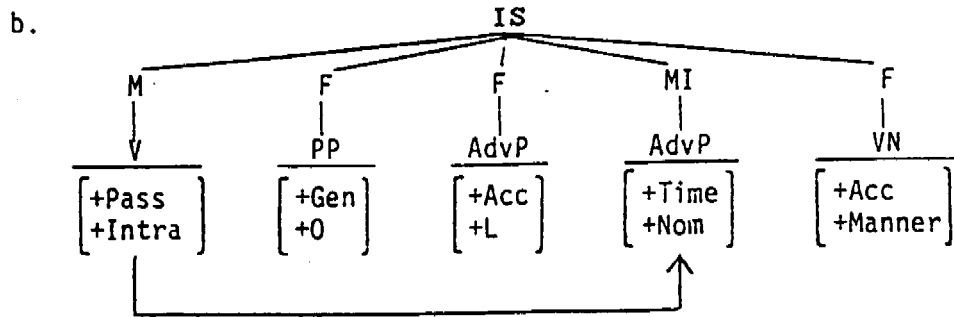 b. IS
M F F MI F
V PP AdvP AdvP VN
[+Pass [+Gen [+Acc [+Time [+Acc
+Intra] +O] +L] +Nom] +Manner]